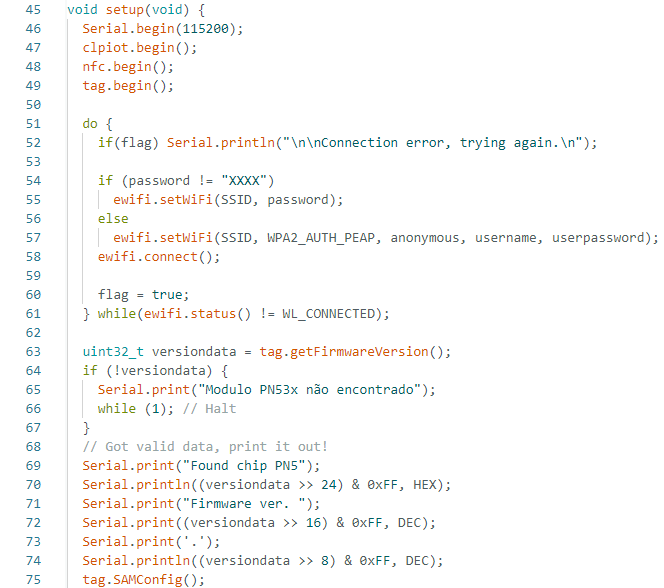 45 void setup(void) {
46 Serial.begin(115200);
47 clpiot.begin();
48 nfc.begin();
49 tag.begin();
50
51 do {
52 if(flag) Serial.println("\n\nConnection error, trying again.\n");
53
54 if (password != "XXXX")
55 ewifi.setWiFi(SSID, password);
56 else
57 ewifi.setWiFi(SSID, WPA2_AUTH_PEAP, anonymous, username, userpassword);
58 ewifi.connect();
59
60 flag = true;
61 } while(ewifi.status() != WL_CONNECTED);
62
63 uint32_t versiondata = tag.getFirmwareVersion();
64 if (!versiondata) {
65 Serial.print("Modulo PN53x não encontrado");
66 while (1); // Halt
67 }
68 // Got valid data, print it out!
69 Serial.print("Found chip PN5");
70 Serial.println((versiondata >> 24) & 0xFF, HEX);
71 Serial.print("Firmware ver. ");
72 Serial.print((versiondata >> 16) & 0xFF, DEC);
73 Serial.print('.');
74 Serial.println((versiondata >> 8) & 0xFF, DEC);
75 tag.SAMConfig();